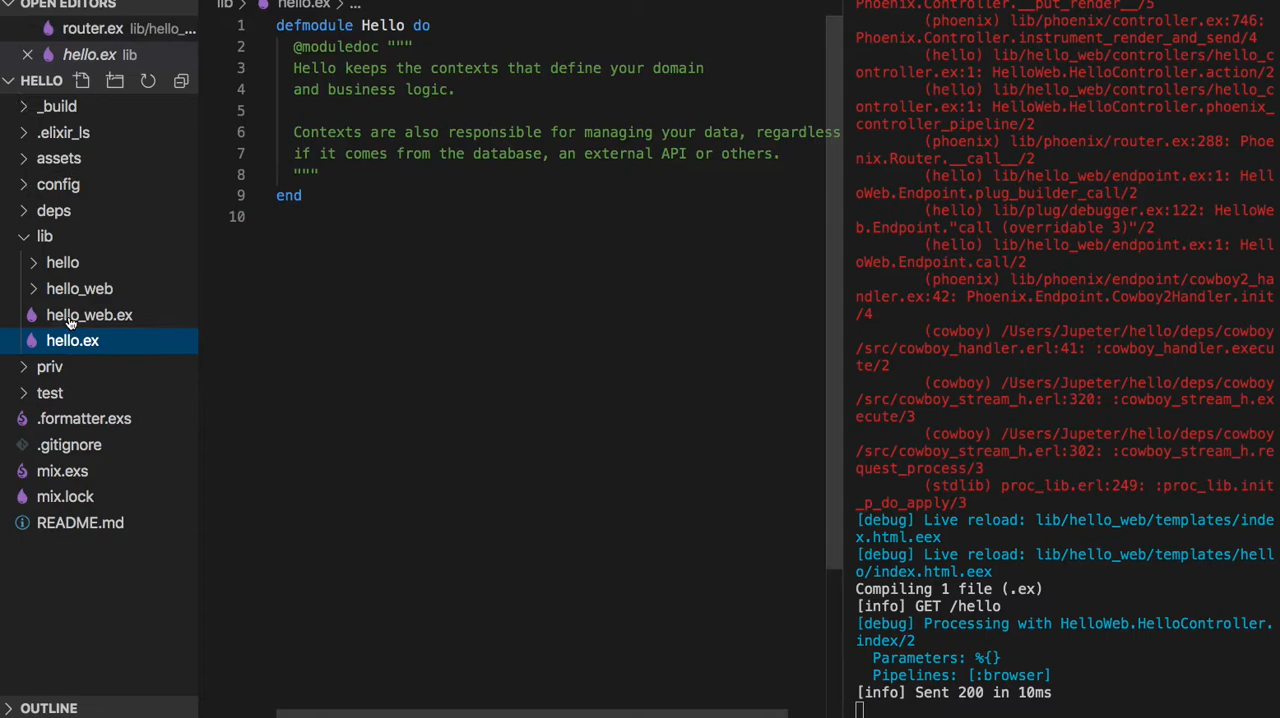 OPEN EDITORS
router.ex lib/hello_...
hello.ex lib
HELLO
_build
.elixir_ls
assets
config
deps
lib
hello
hello_web
hello_web.ex
hello.ex
priv
test
.formatter.exs
.gitignore
mix.exs
mix.lock
README.md
OUTLINE
lib > hello.ex > ...
1 defmodule Hello do
2 @moduledoc """
3 Hello keeps the contexts that define your domain
4 and business logic.
5
6 Contexts are also responsible for managing your data, regardless
7 if it comes from the database, an external API or others.
8 """
9 end
10
Phoenix.Controller.__put_render__/5
(phoenix) lib/phoenix/controller.ex:746:
Phoenix.Controller.instrument_render_and_send/4
(hello) lib/hello_web/controllers/hello_c
ontroller.ex:1: HelloWeb.HelloController.action/2
(hello) lib/hello_web/controllers/hello_c
ontroller.ex:1: HelloWeb.HelloController.phoenix_
controller_pipeline/2
(phoenix) lib/phoenix/router.ex:288: Phoe
nix.Router.__call__/2
(hello) lib/hello_web/endpoint.ex:1: Hell
oWeb.Endpoint.plug_builder_call/2
(hello) lib/plug/debugger.ex:122: HelloWe
b.Endpoint."call (overridable 3)"/2
(hello) lib/hello_web/endpoint.ex:1: Hell
oWeb.Endpoint.call/2
(phoenix) lib/phoenix/endpoint/cowboy2_ha
ndler.ex:42: Phoenix.Endpoint.Cowboy2Handler.init
/4
(cowboy) /Users/Jupeter/hello/deps/cowboy
/src/cowboy_handler.erl:41: :cowboy_handler.execu
te/2
(cowboy) /Users/Jupeter/hello/deps/cowboy
/src/cowboy_stream_h.erl:320: :cowboy_stream_h.ex
ecute/3
(cowboy) /Users/Jupeter/hello/deps/cowboy
/src/cowboy_stream_h.erl:302: :cowboy_stream_h.re
quest_process/3
(stdlib) proc_lib.erl:249: :proc_lib.init
_p_do_apply/3
[debug] Live reload: lib/hello_web/templates/inde
x.html.eex
[debug] Live reload: lib/hello_web/templates/hell
o/index.html.eex
Compiling 1 file (.ex)
[info] GET /hello
[debug] Processing with HelloWeb.HelloController.
index/2
Parameters: %{}
Pipelines: [:browser]
[info] Sent 200 in 10ms